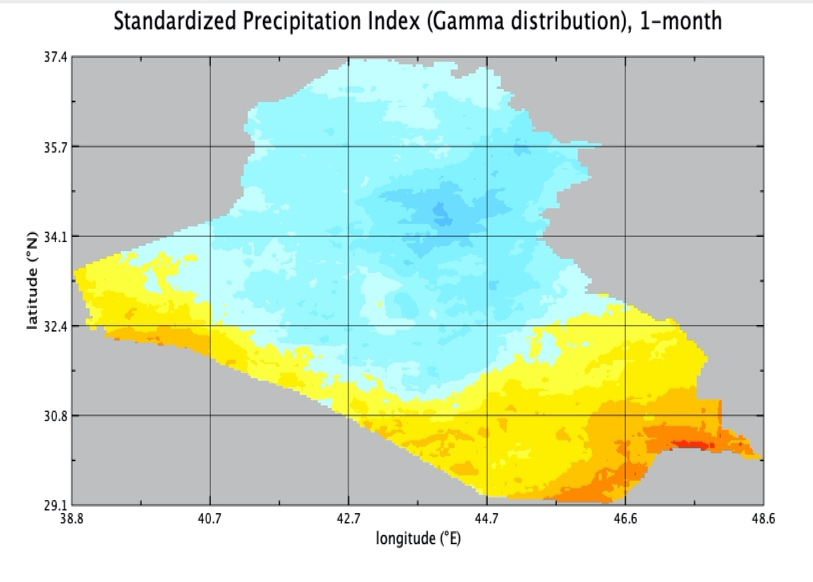 Standardized Precipitation Index (Gamma distribution), 1-month
37.4
35.7
34.1
32.4
30.8
29.1
latitude (°N)
38.8 40.7 42.7 44.7 46.6 48.6
longitude (°E)